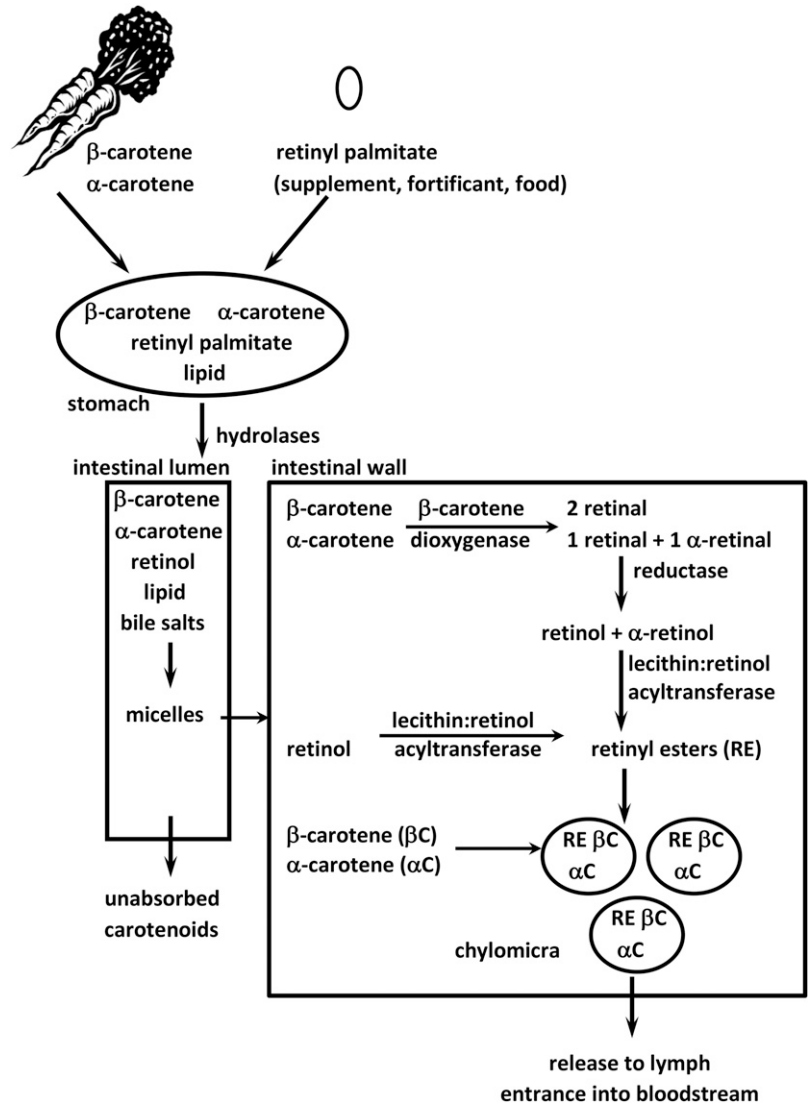 β-carotene
α-carotene
retinyl palmitate
(supplement, fortificant, food)
β-carotene α-carotene
retinyl palmitate
lipid
stomach
hydrolases
intestinal lumen
β-carotene
α-carotene
retinol
lipid
bile salts
micelles
unabsorbed
carotenoids
intestinal wall
β-carotene
α-carotene
β-carotene
dioxygenase
2 retinal
1 retinal + 1 α-retinal
reductase
retinol + α-retinol
lecithin:retinol
acyltransferase
retinol
lecithin:retinol
acyltransferase
retinyl esters (RE)
β-carotene (βC)
α-carotene (αC)
RE βC
αC
RE βC
αC
RE βC
αC
chylomicra
release to lymph
entrance into bloodstream